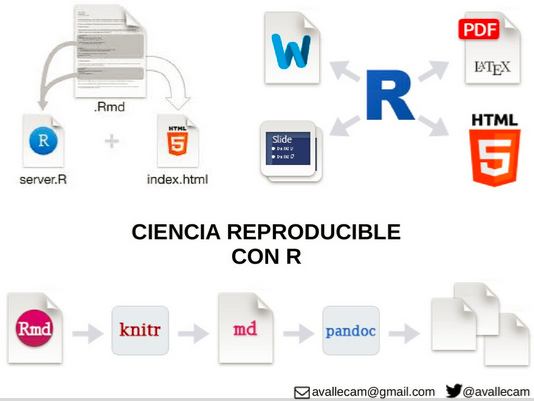 .Rmd
R
+
HTML
5
server.R
index.html
W
PDF
LATEX
R
Slide
HTML
5
CIENCIA REPRODUCIBLE
CON R
Rmd
knitr
md
pandoc
avallecam@gmail.com
@avallecam